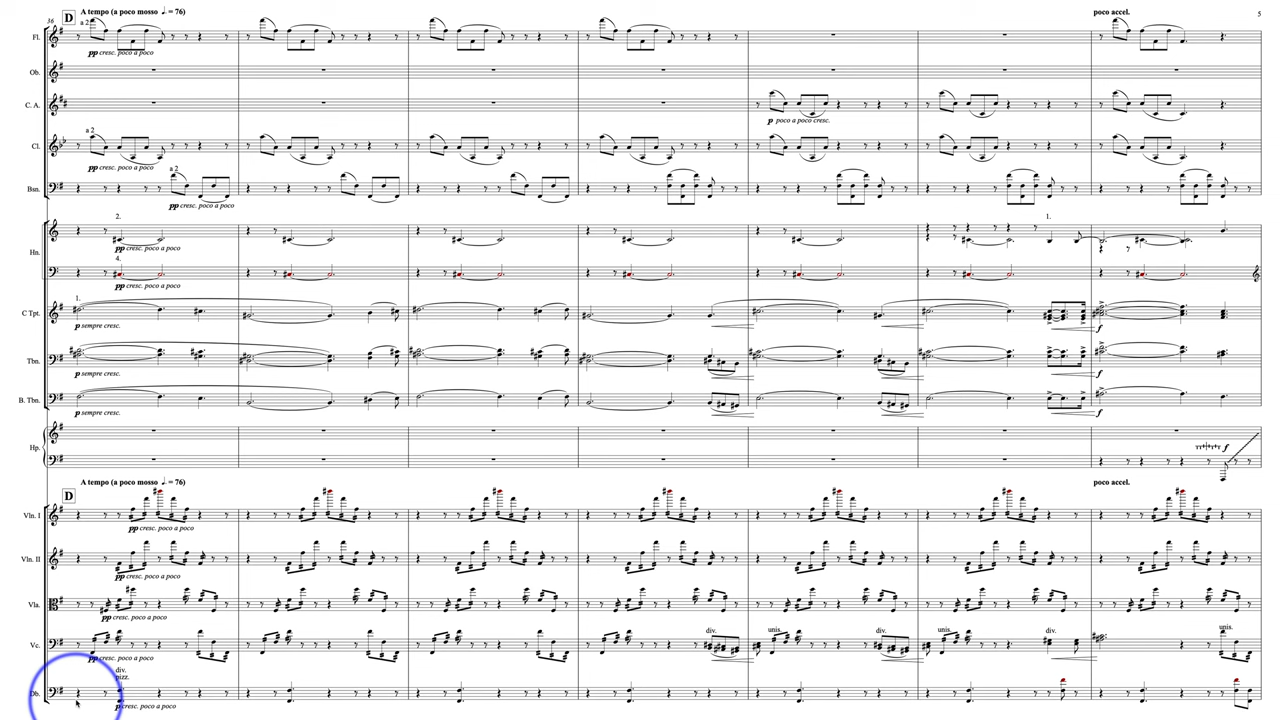 36 D A tempo (a poco mosso ♩. = 76) poco accel. 5
Fl. a 2
pp cresc. poco a poco
Ob.
C. A.
p poco a poco cresc.
Cl. a 2
pp cresc. poco a poco
Bsn. a 2
pp cresc. poco a poco
Hn. 2. 1.
pp cresc. poco a poco
4.
pp cresc. poco a poco
C Tpt. 1.
p sempre cresc. f
Tbn.
p sempre cresc. f
B. Tbn.
p sempre cresc. f
Hp. f
D A tempo (a poco mosso ♩. = 76) poco accel.
Vln. I
pp cresc. poco a poco
Vln. II
pp cresc. poco a poco
Vla.
pp cresc. poco a poco
Vc. div. unis. div. unis. div. unis.
pp cresc. poco a poco
div.
pizz.
Db.
p cresc. poco a poco